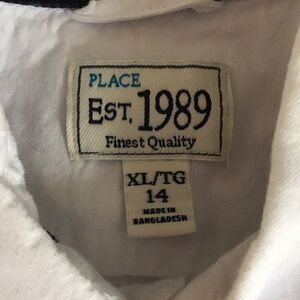 PLACE
EST. 1989
Finest Quality
XL/TG
14
MADE IN
BANGLADESH